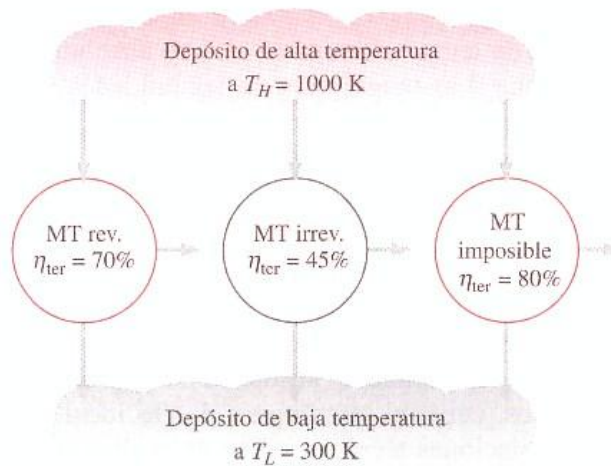 Depósito de alta temperatura
a T_H = 1000 K
MT rev.
η_ter = 70%
MT irrev.
η_ter = 45%
MT
imposible
η_ter = 80%
Depósito de baja temperatura
a T_L = 300 K